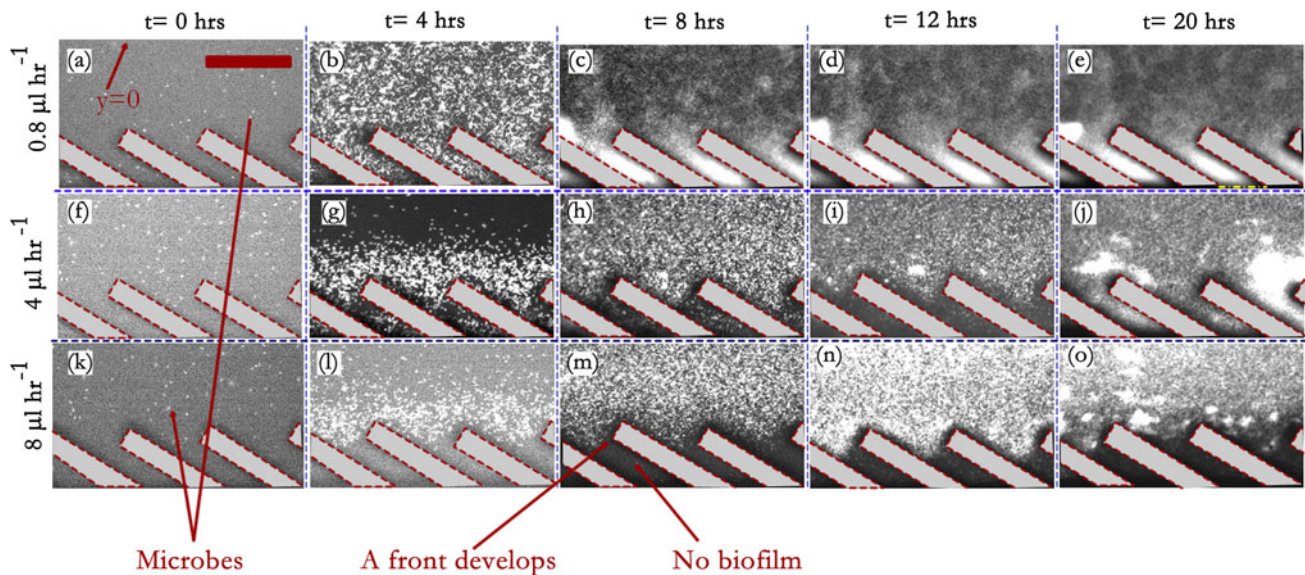 t= 0 hrs t= 4 hrs t= 8 hrs t= 12 hrs t= 20 hrs
0.8 µl hr⁻¹
(a) (b) (c) (d) (e)
y=0
4 µl hr⁻¹
(f) (g) (h) (i) (j)
8 µl hr⁻¹
(k) (l) (m) (n) (o)
Microbes A front develops No biofilm